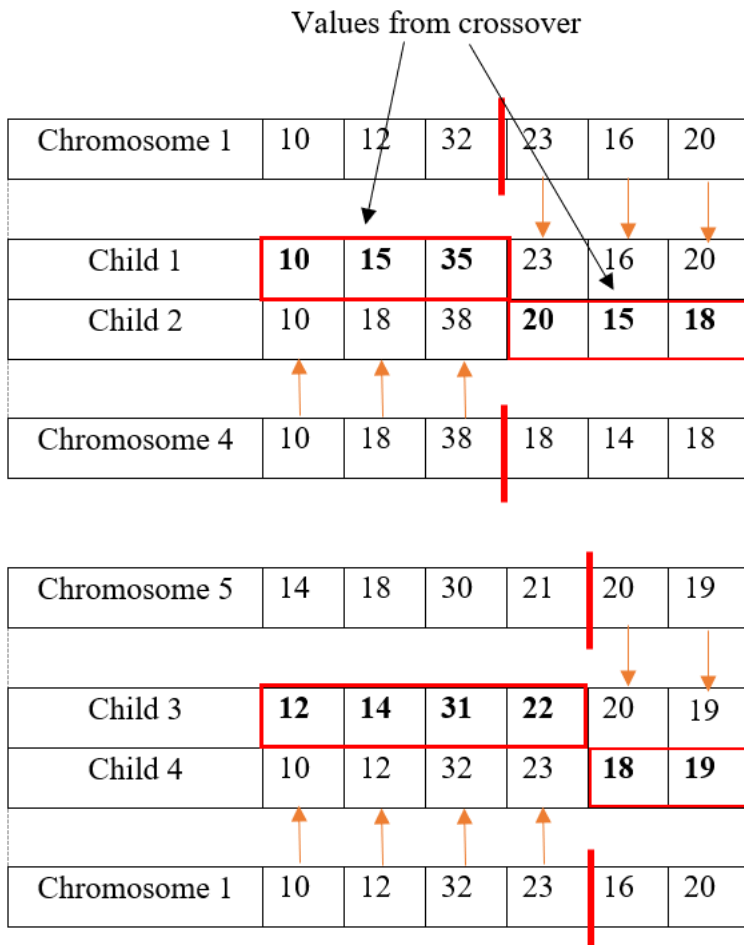 Values from crossover
Chromosome 1 10 12 32 23 16 20
Child 1 10 15 35 23 16 20
Child 2 10 18 38 20 15 18
Chromosome 4 10 18 38 18 14 18
Chromosome 5 14 18 30 21 20 19
Child 3 12 14 31 22 20 19
Child 4 10 12 32 23 18 19
Chromosome 1 10 12 32 23 16 20